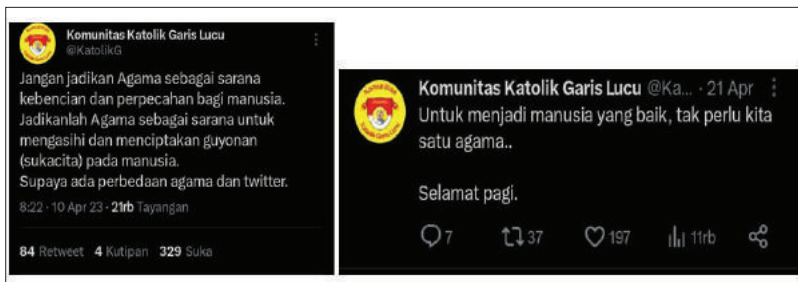 Komunitas Katolik Garis Lucu
@KatolikG
Jangan jadikan Agama sebagai sarana
kebencian dan perpecahan bagi manusia.
Jadikanlah Agama sebagai sarana untuk
mengasihi dan menciptakan guyonan
(sukacita) pada manusia.
Supaya ada perbedaan agama dan twitter.
8:22 · 10 Apr 23 · 21rb Tayangan
84 Retweet 4 Kutipan 329 Suka
Komunitas Katolik Garis Lucu @Ka... · 21 Apr
Untuk menjadi manusia yang baik, tak perlu kita
satu agama..
Selamat pagi.
7 37 197 11rb